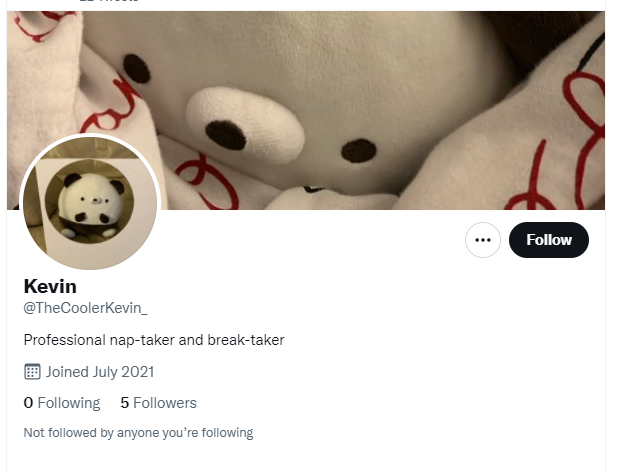 Follow
Kevin
@TheCoolerKevin_
Professional nap-taker and break-taker
Joined July 2021
0 Following 5 Followers
Not followed by anyone you’re following